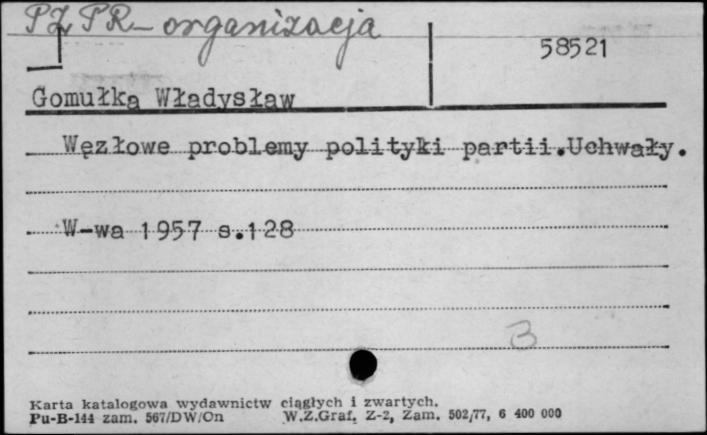 PZPR – organizacja
58521
Gomułka Władysław
Węzłowe problemy polityki partii.Uchwały.
W-wa 1957 s.128
3
Karta katalogowa wydawnictw ciągłych i zwartych.
Pu-B-144 zam. 567/DW/On W.Z.Graf. Z-2, Zam. 502/77, 6 400 000